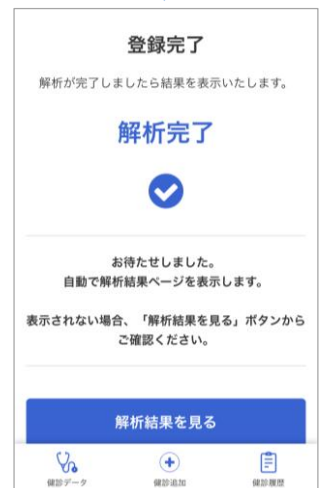 登録完了
解析が完了しましたら結果を表示いたします。
解析完了
お待たせしました。
自動で解析結果ページを表示します。
表示されない場合、「解析結果を見る」ボタンから
ご確認ください。
解析結果を見る
健診データ
健診追加
健診履歴